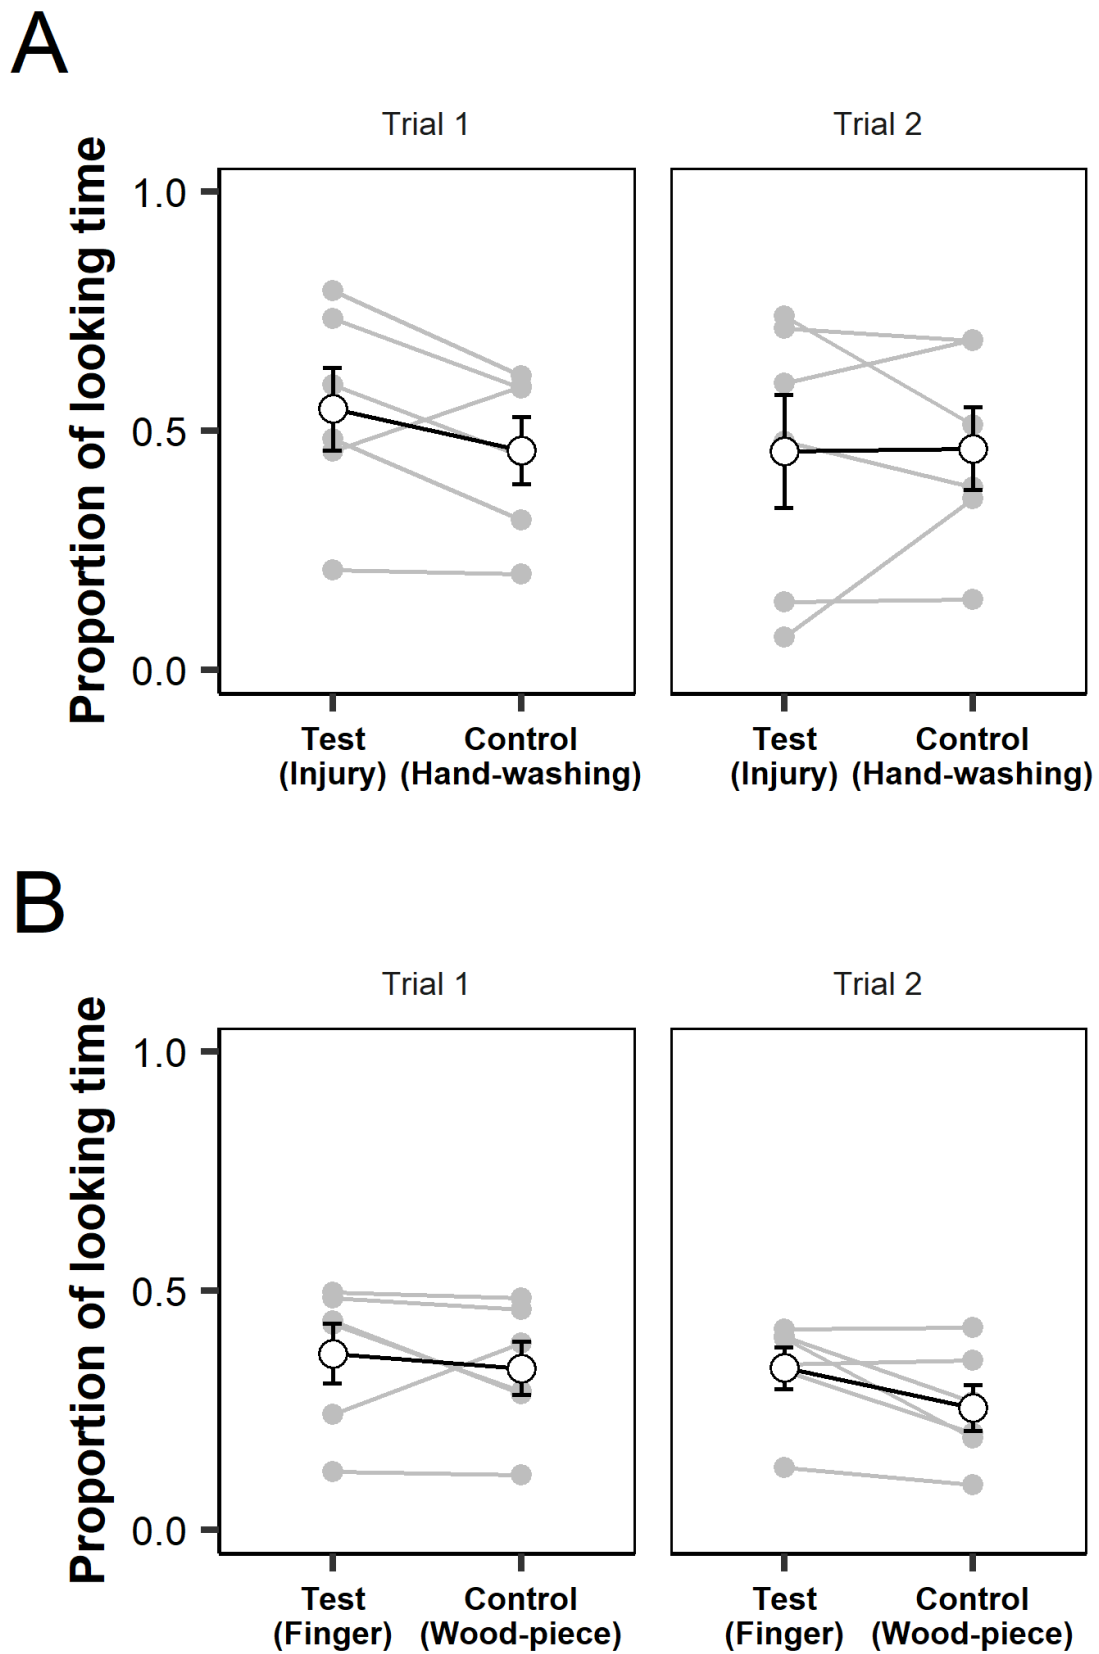 A
Trial 1
Trial 2
Proportion of looking time
1.0
0.5
0.0
Test
(Injury)
Control
(Hand-washing)
Test
(Injury)
Control
(Hand-washing)
B
Trial 1
Trial 2
Proportion of looking time
1.0
0.5
0.0
Test
(Finger)
Control
(Wood-piece)
Test
(Finger)
Control
(Wood-piece)